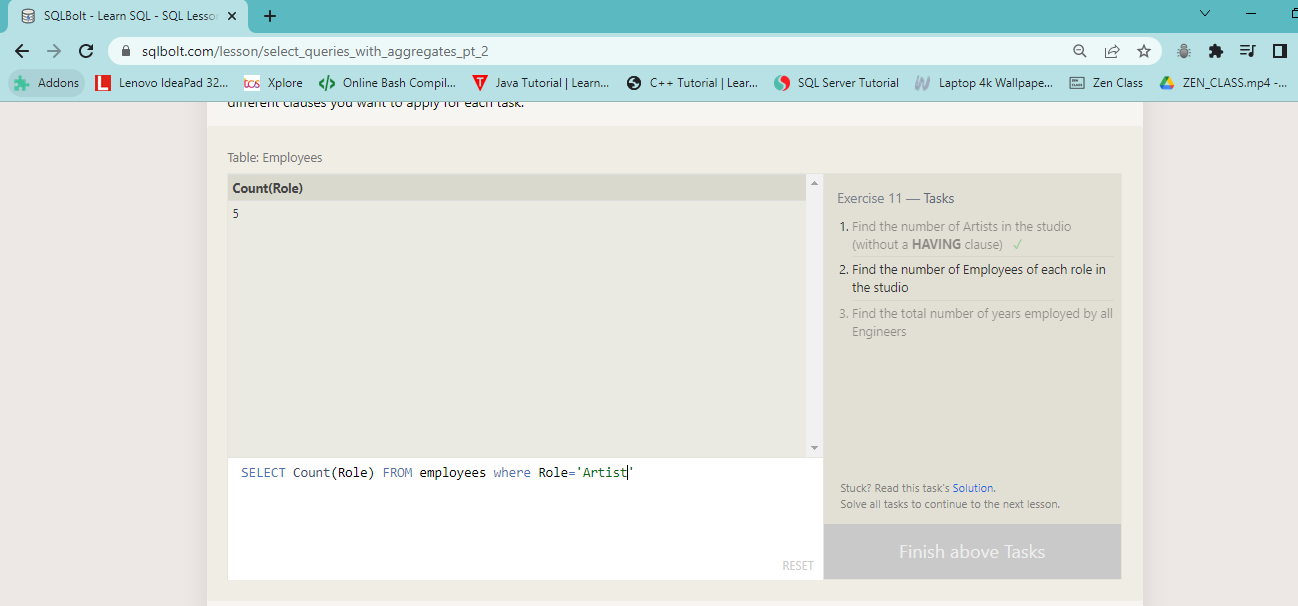 SQLBolt - Learn SQL - SQL Lesso
sqlbolt.com/lesson/select_queries_with_aggregates_pt_2
Addons Lenovo IdeaPad 32... tcs Xplore Online Bash Compil... Java Tutorial | Learn... C++ Tutorial | Lear... SQL Server Tutorial Laptop 4k Wallpape... Zen Class ZEN_CLASS.mp4 -...
different clauses you want to apply for each task.
Table: Employees
Count(Role)
5
SELECT Count(Role) FROM employees where Role='Artist'
RESET
Exercise 11 — Tasks
1. Find the number of Artists in the studio
(without a HAVING clause) ✓
2. Find the number of Employees of each role in
the studio
3. Find the total number of years employed by all
Engineers
Stuck? Read this task's Solution.
Solve all tasks to continue to the next lesson.
Finish above Tasks